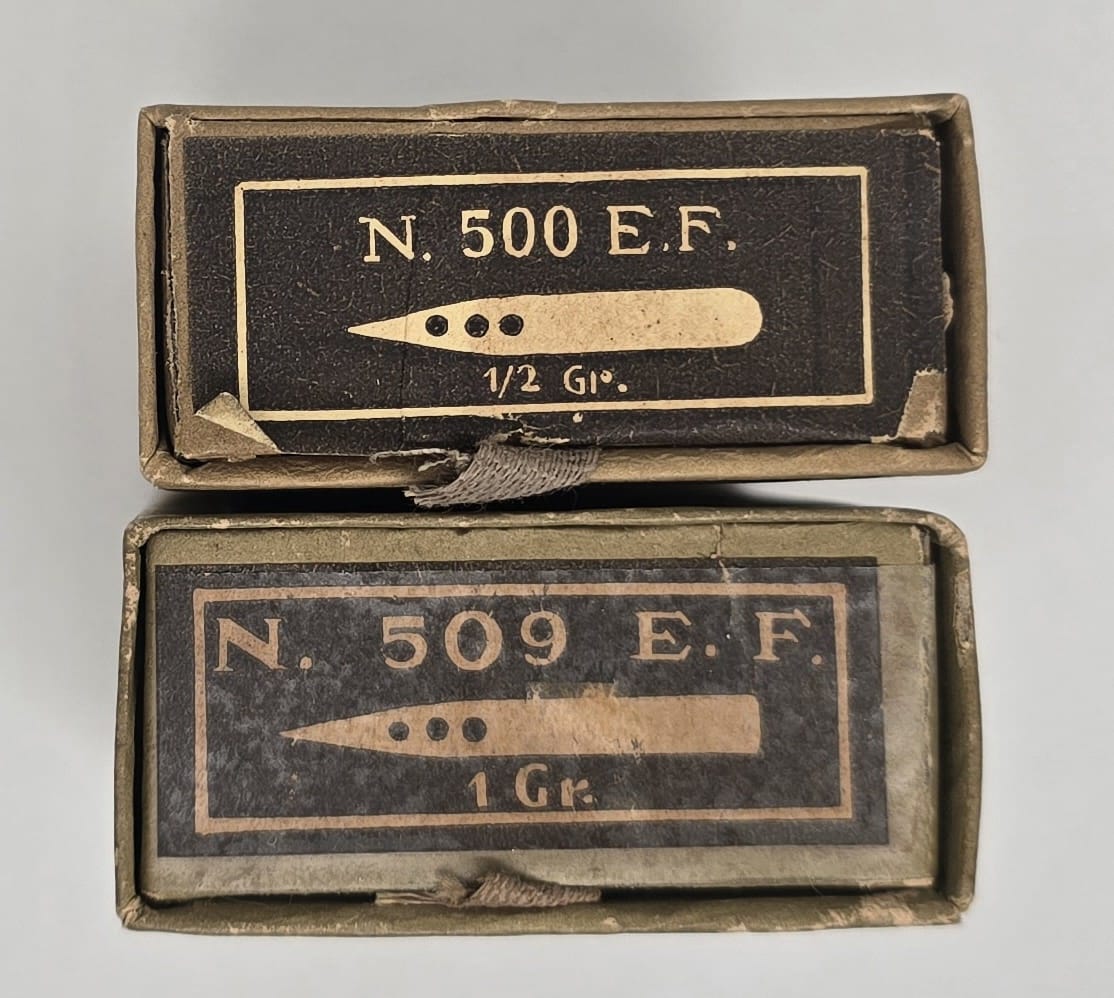 N. 500 E.F.
1/2 Gr.
N. 509 E. F.
1 Gr.